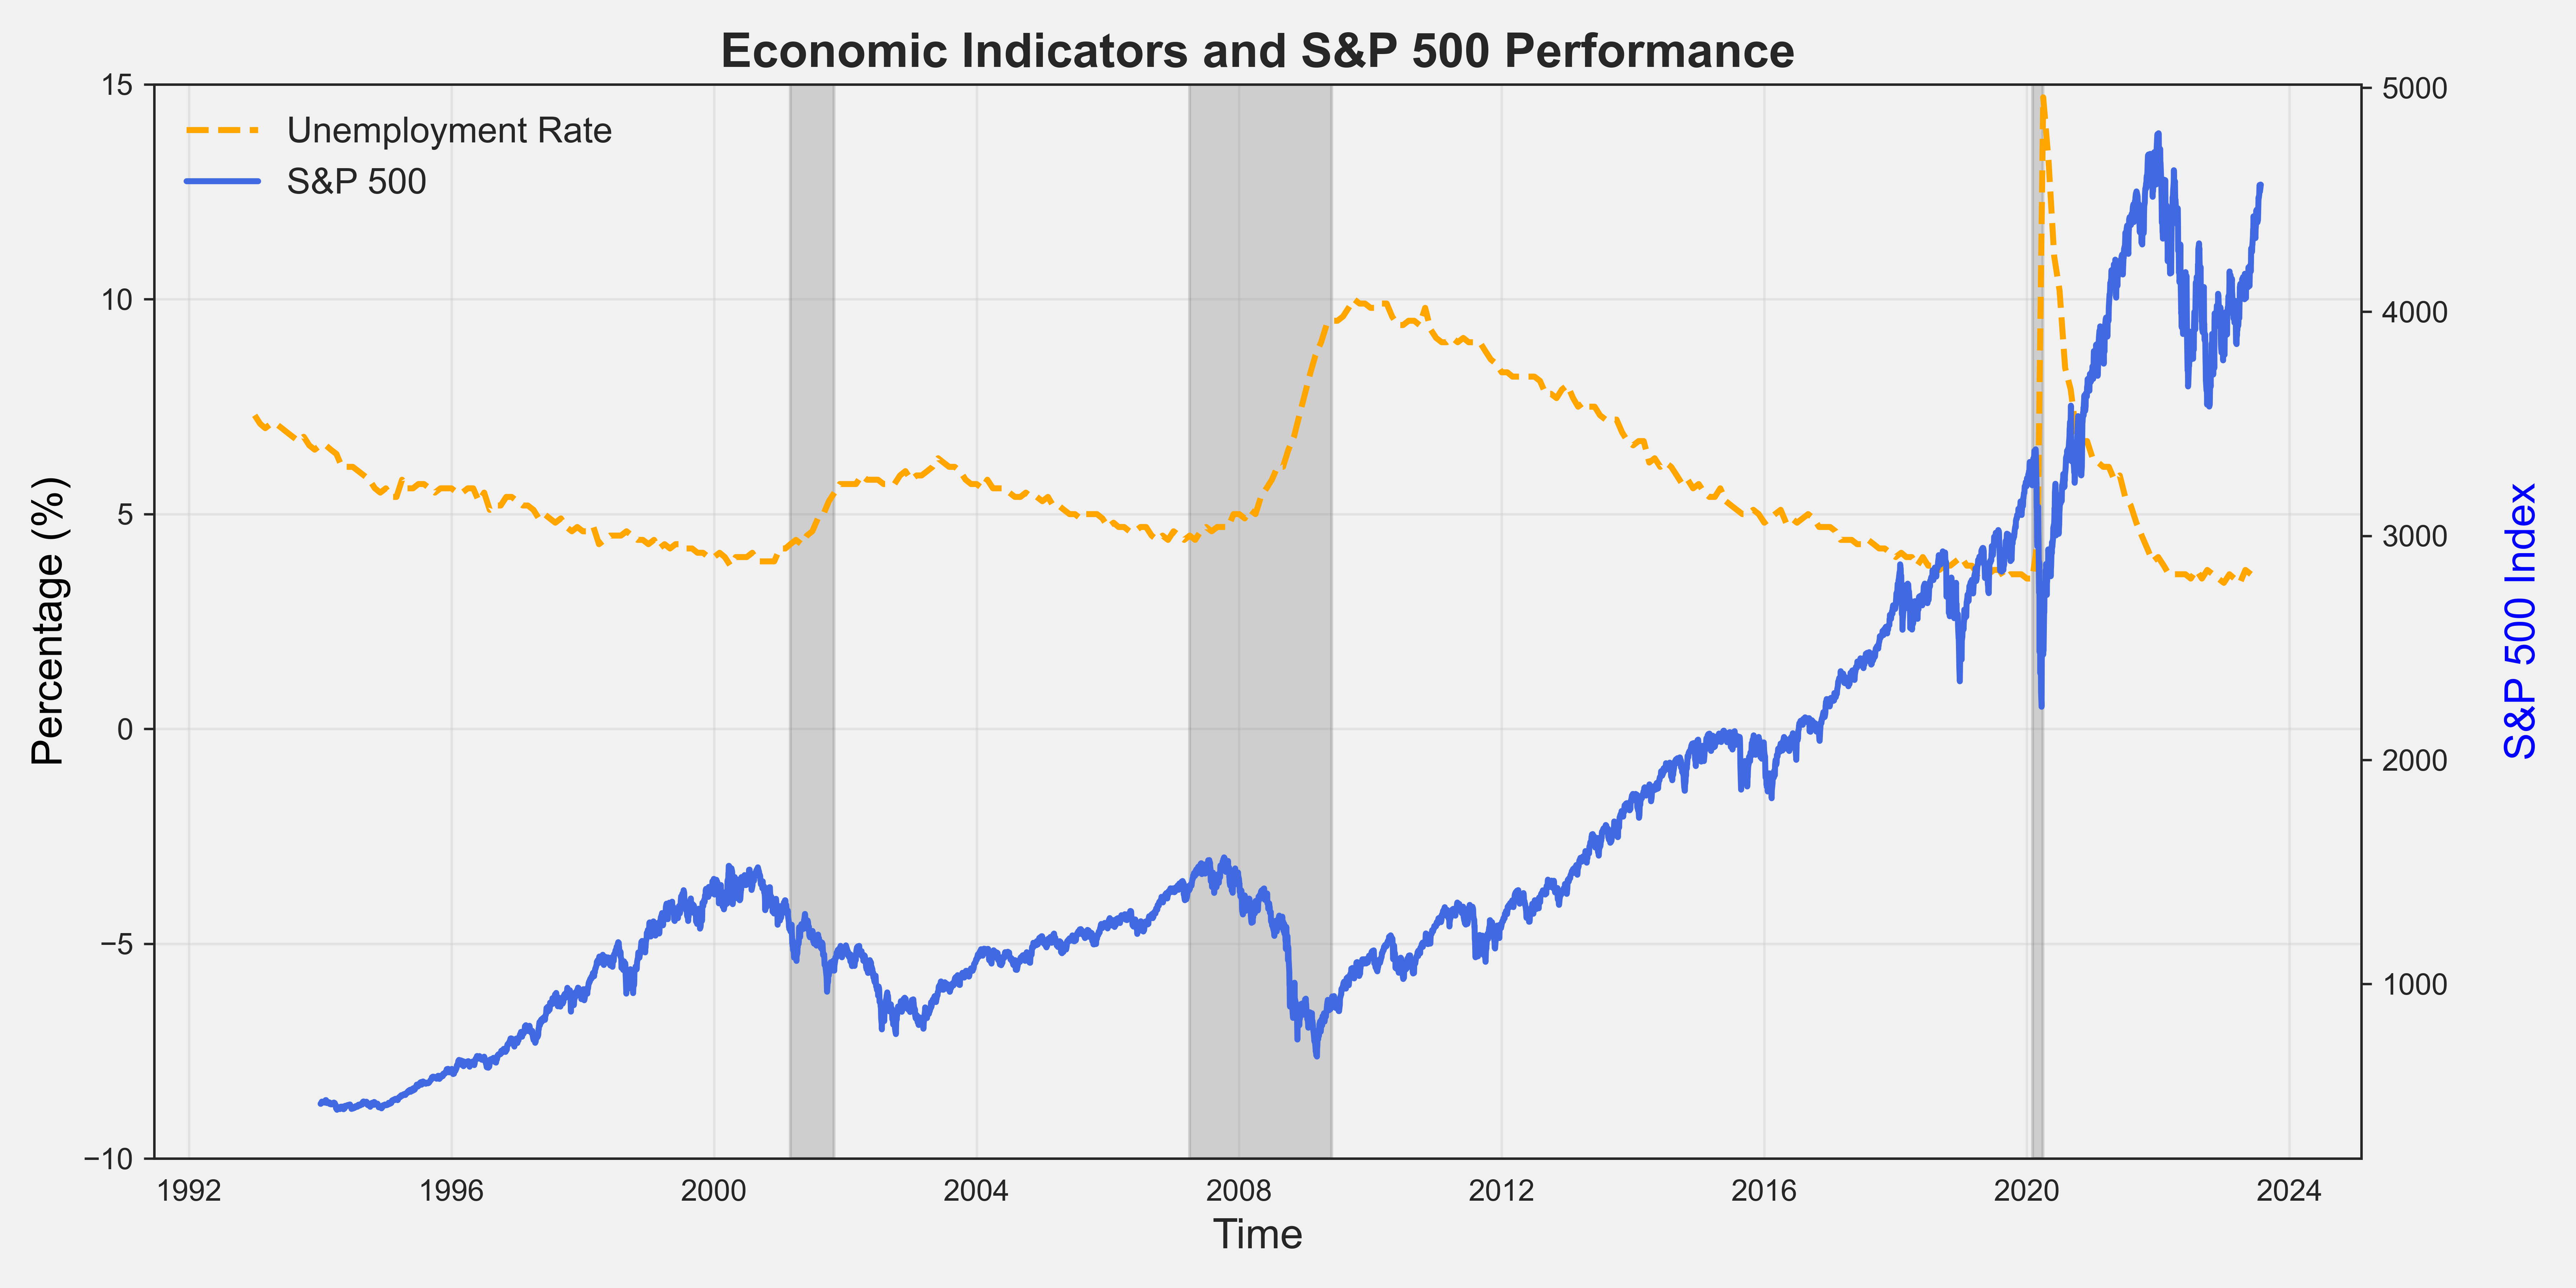 Economic Indicators and S&P 500 Performance
Unemployment Rate
S&P 500
Percentage (%)
15
10
5
0
−5
−10
5000
4000
3000
2000
1000
S&P 500 Index
1992 1996 2000 2004 2008 2012 2016 2020 2024
Time